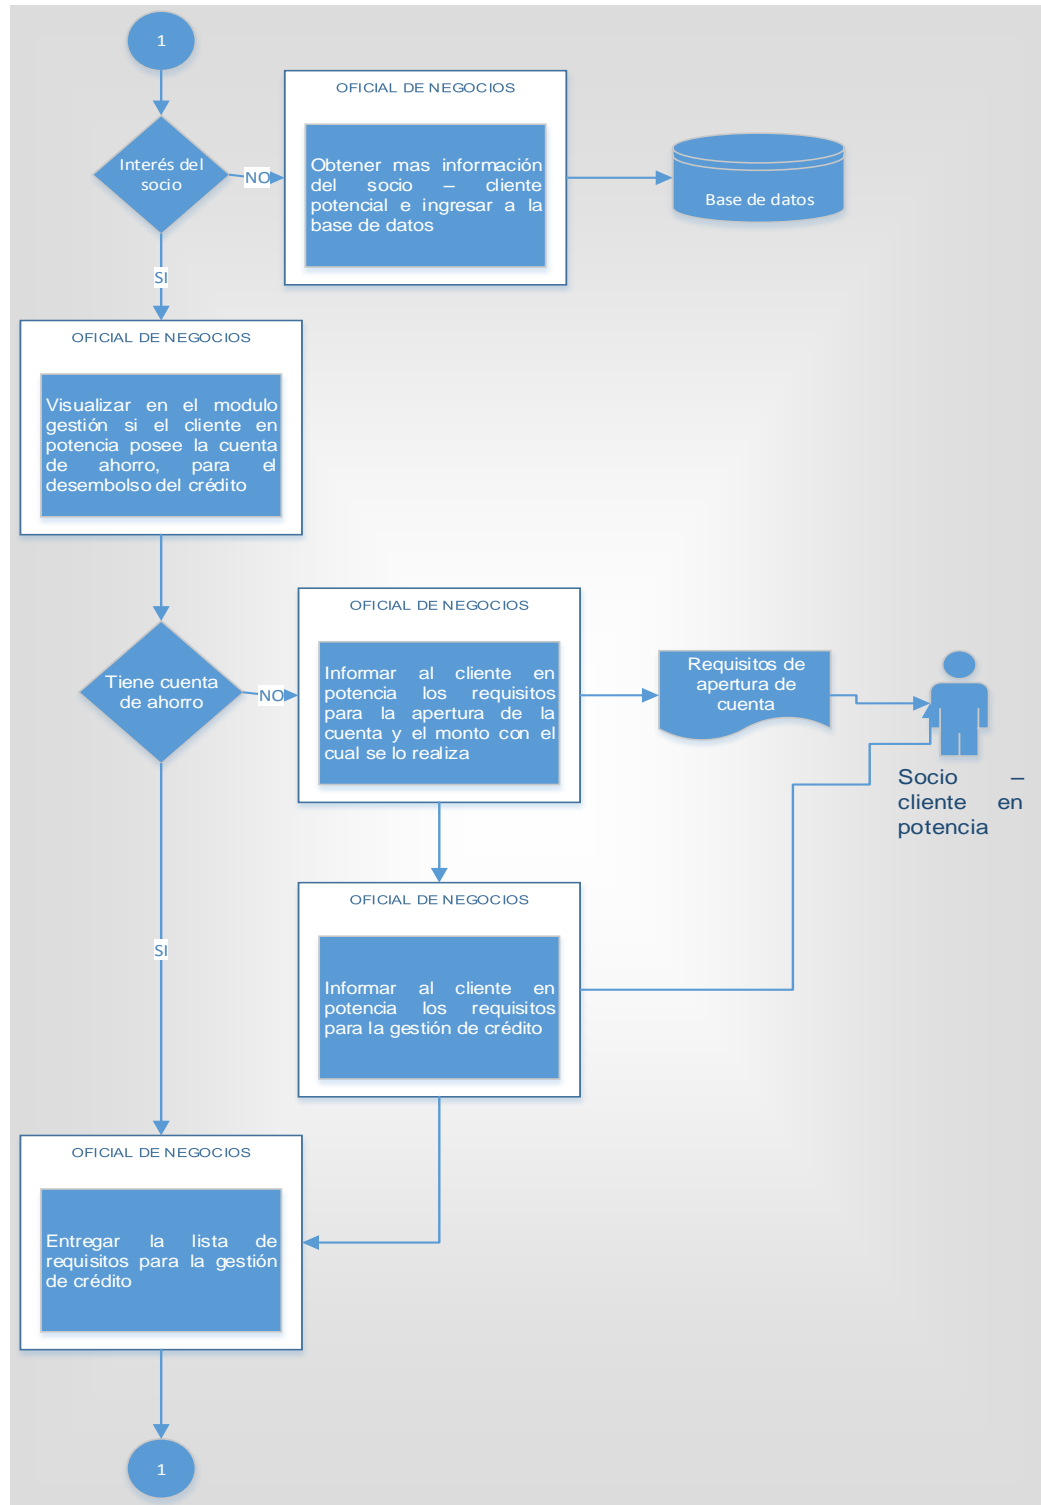 1
OFICIAL DE NEGOCIOS
Interés del
socio
NO
Obtener mas información
del socio – cliente
potencial e ingresar a la
base de datos
Base de datos
SI
OFICIAL DE NEGOCIOS
Visualizar en el modulo
gestión si el cliente en
potencia posee la cuenta
de ahorro, para el
desembolso del crédito
OFICIAL DE NEGOCIOS
Tiene cuenta
de ahorro
NO
Informar al cliente en
potencia los requisitos
para la apertura de la
cuenta y el monto con el
cual se lo realiza
Requisitos de
apertura de
cuenta
Socio –
cliente en
potencia
OFICIAL DE NEGOCIOS
SI
Informar al cliente en
potencia los requisitos
para la gestión de crédito
OFICIAL DE NEGOCIOS
Entregar la lista de
requisitos para la gestión
de crédito
1